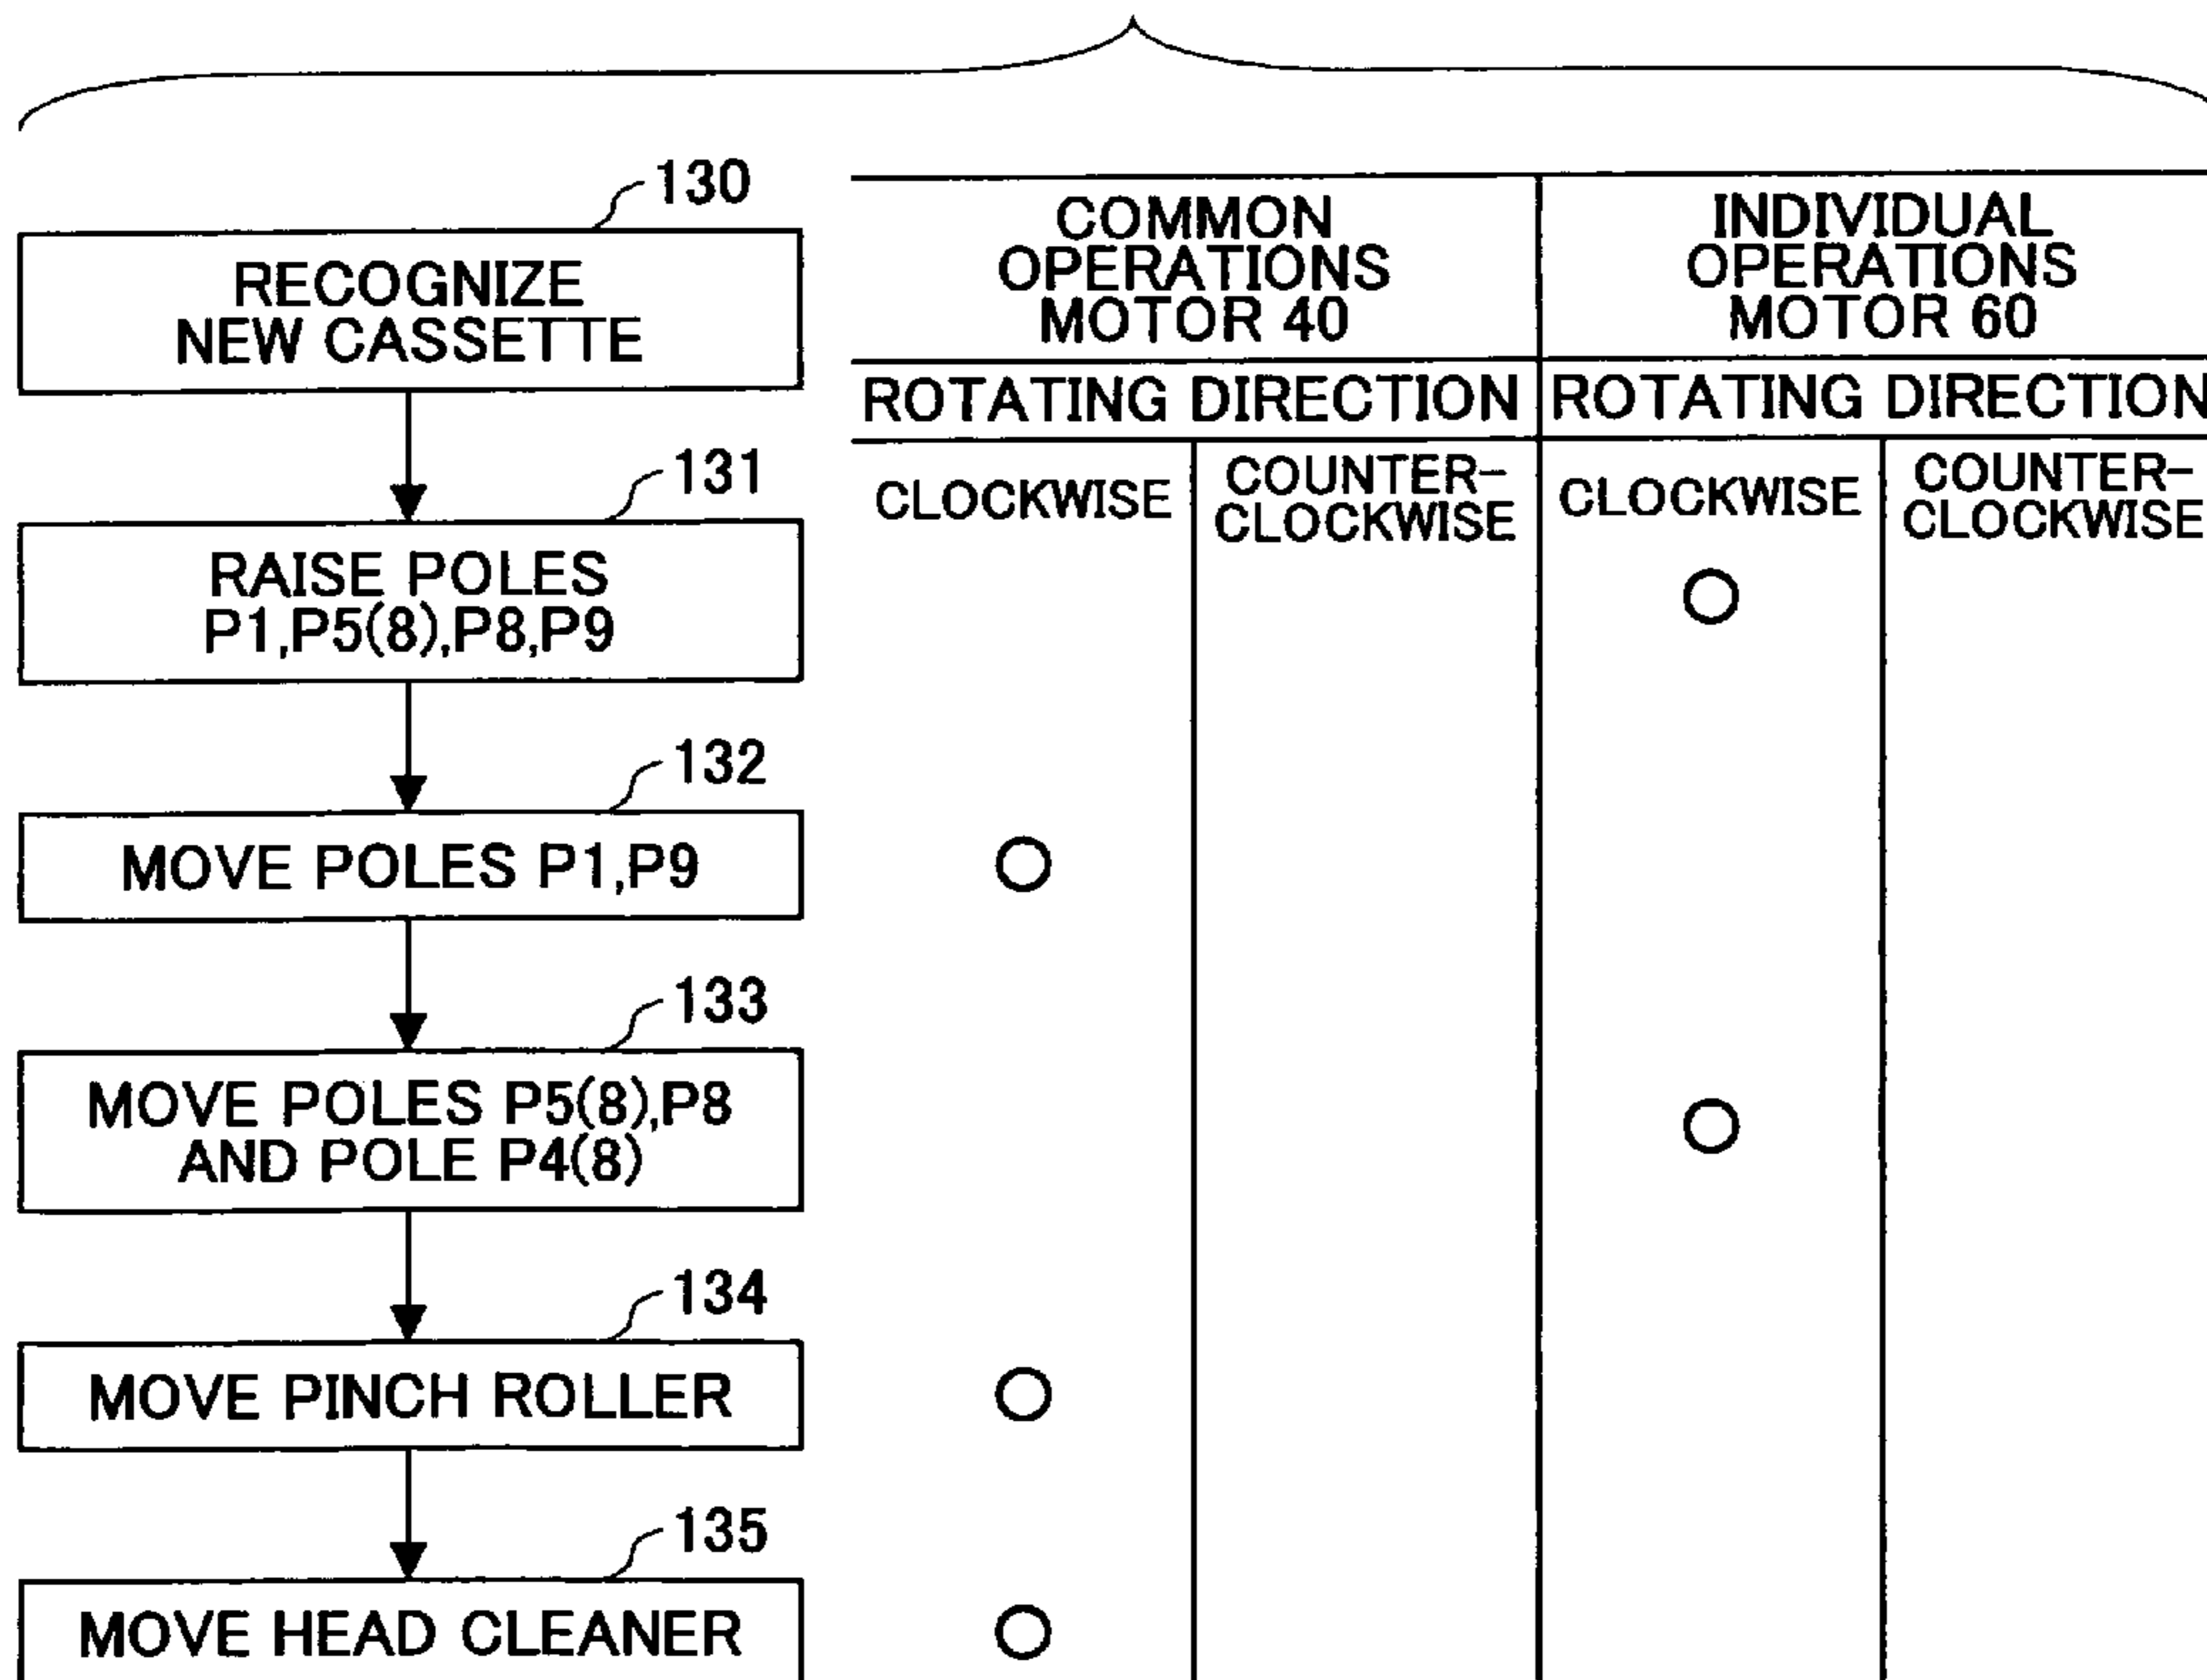 130
RECOGNIZE
NEW CASSETTE
131
RAISE POLES
P1,P5(8),P8,P9
132
MOVE POLES P1,P9
133
MOVE POLES P5(8),P8
AND POLE P4(8)
134
MOVE PINCH ROLLER
135
MOVE HEAD CLEANER
COMMON
OPERATIONS
MOTOR 40
INDIVIDUAL
OPERATIONS
MOTOR 60
ROTATING DIRECTION
ROTATING DIRECTION
CLOCKWISE
COUNTER-
CLOCKWISE
CLOCKWISE
COUNTER-
CLOCKWISE